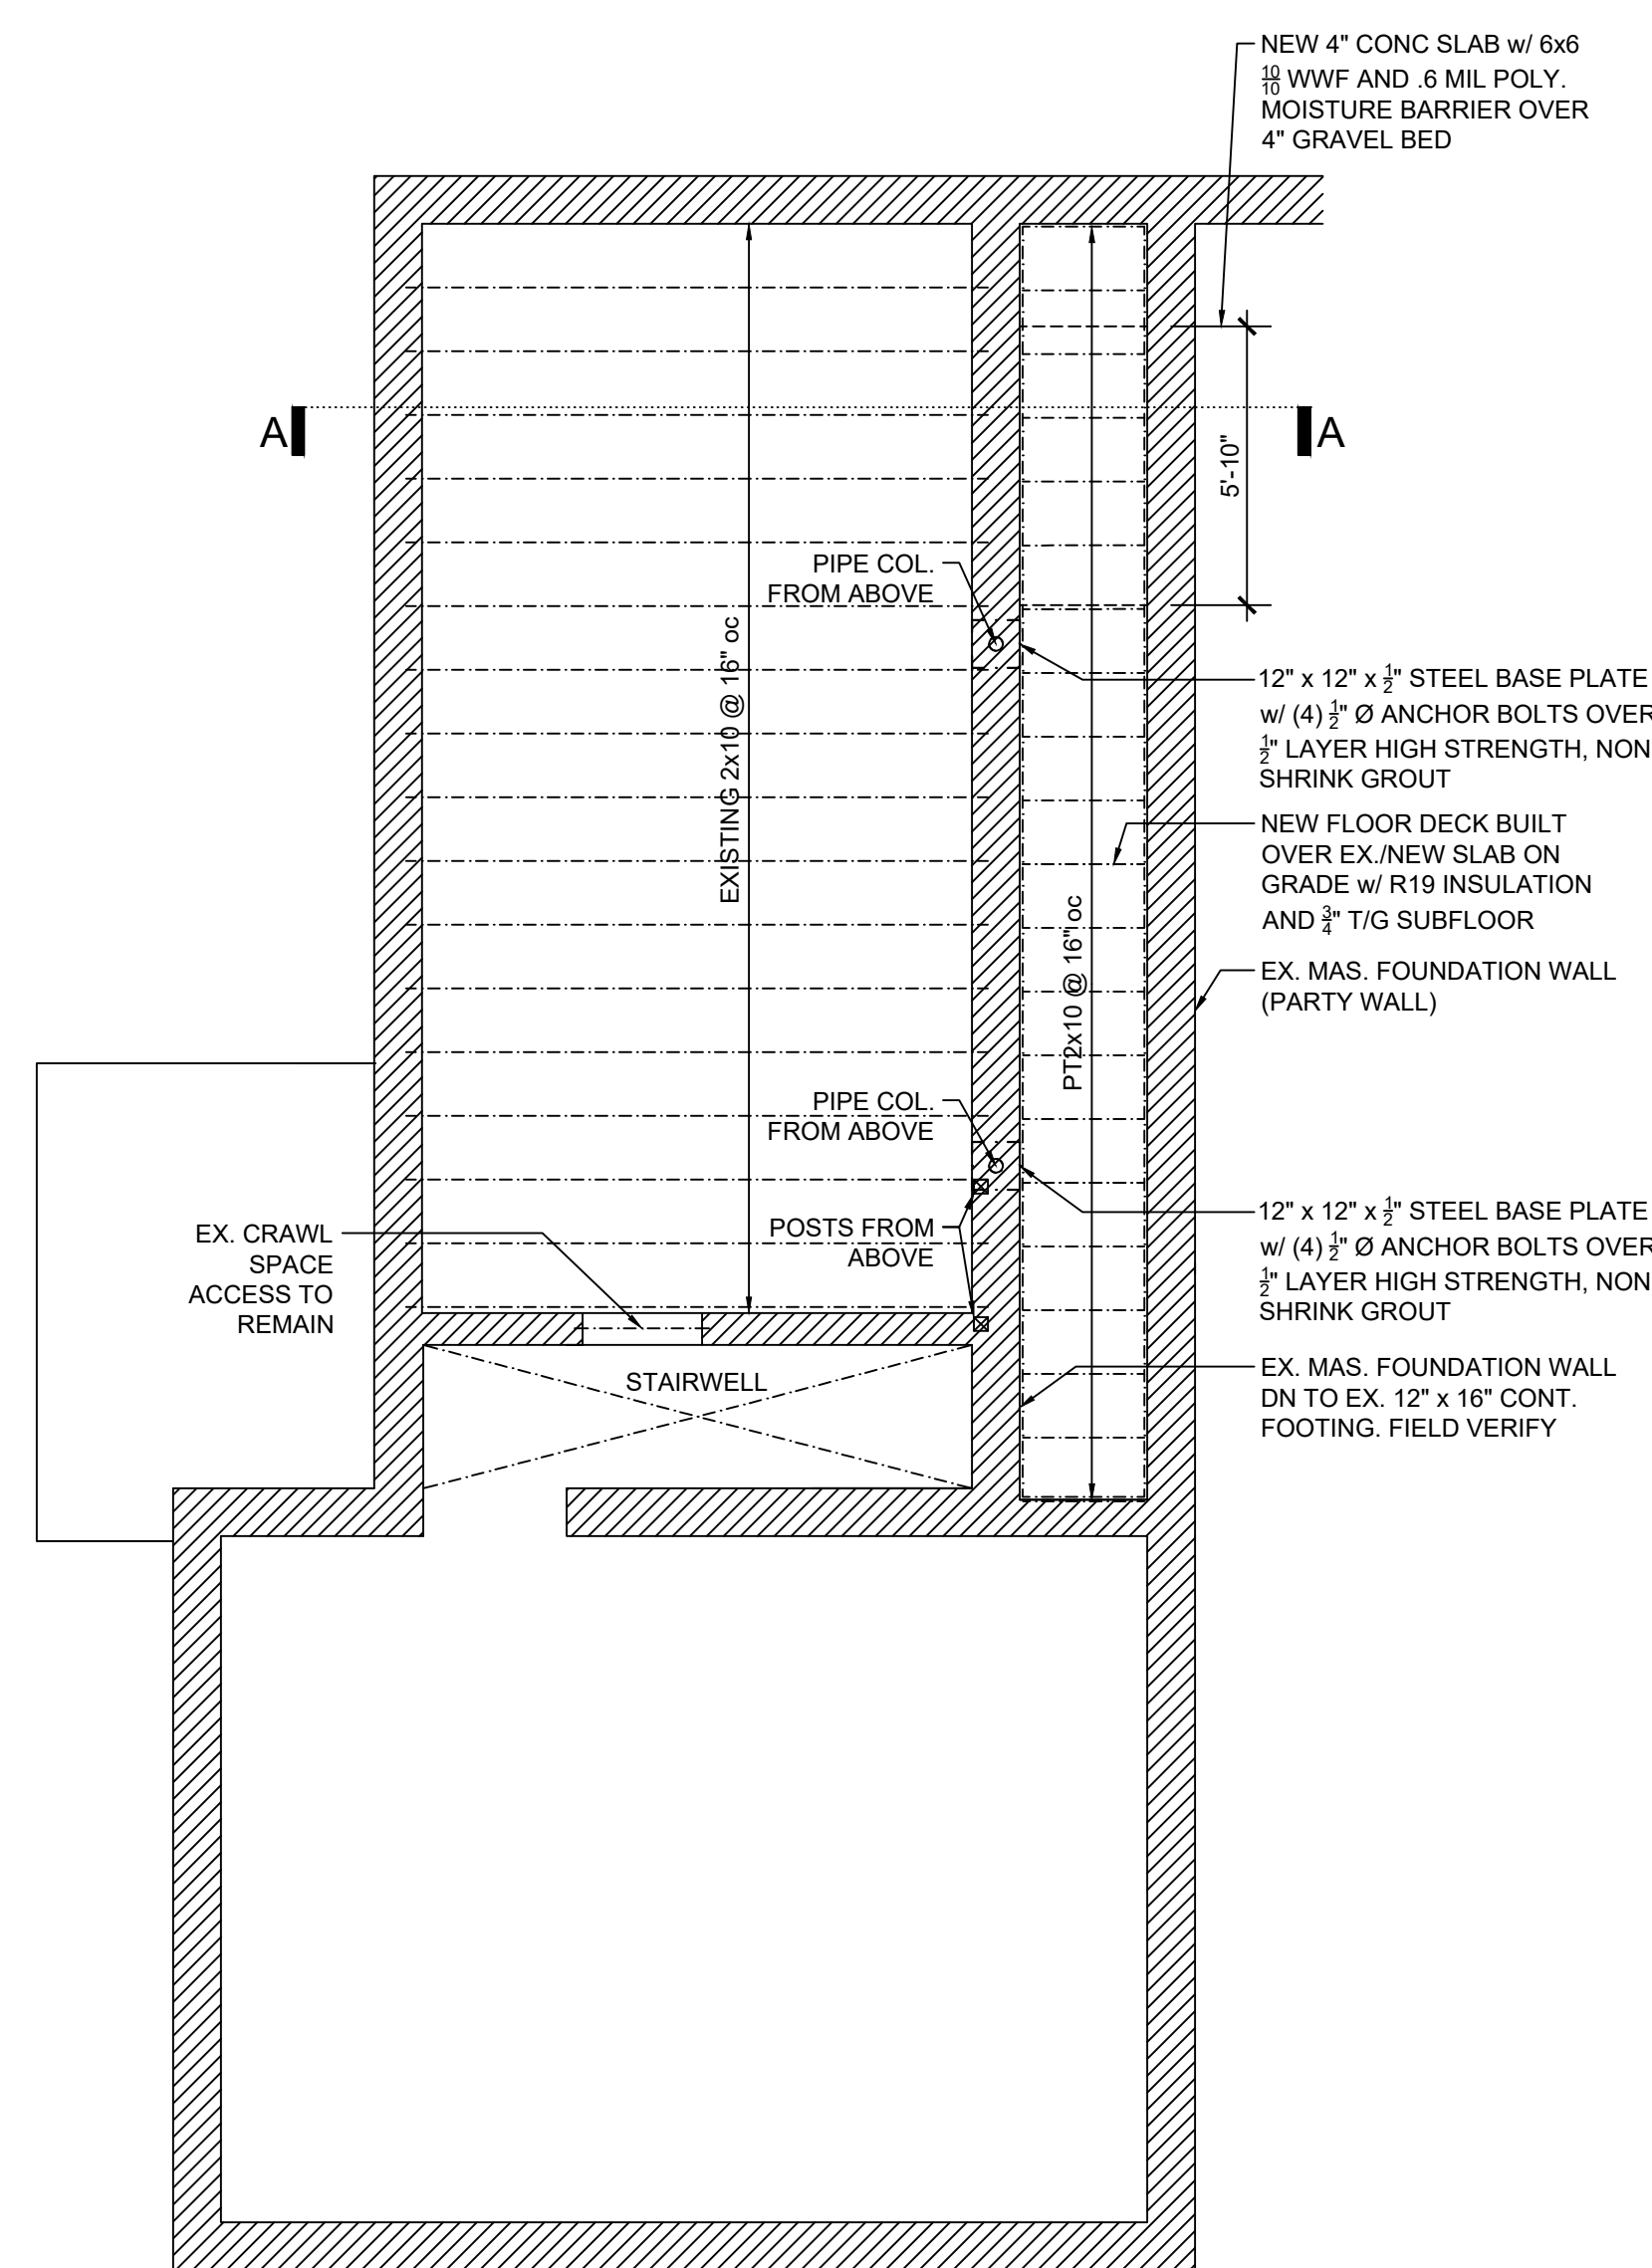 NEW 4" CONC SLAB w/ 6x6
10/10 WWF AND .6 MIL POLY.
MOISTURE BARRIER OVER
4" GRAVEL BED
A
A
5'-10"
PIPE COL.
FROM ABOVE
EXISTING 2x10 @ 16" oc
12" x 12" x 1/2" STEEL BASE PLATE
w/ (4) 1/2" Ø ANCHOR BOLTS OVER
1/2" LAYER HIGH STRENGTH, NON
SHRINK GROUT
NEW FLOOR DECK BUILT
OVER EX./NEW SLAB ON
GRADE w/ R19 INSULATION
AND 3/4" T/G SUBFLOOR
PT2x10 @ 16" oc
EX. MAS. FOUNDATION WALL
(PARTY WALL)
PIPE COL.
FROM ABOVE
POSTS FROM
ABOVE
EX. CRAWL
SPACE
ACCESS TO
REMAIN
12" x 12" x 1/2" STEEL BASE PLATE
w/ (4) 1/2" Ø ANCHOR BOLTS OVER
1/2" LAYER HIGH STRENGTH, NON
SHRINK GROUT
STAIRWELL
EX. MAS. FOUNDATION WALL
DN TO EX. 12" x 16" CONT.
FOOTING. FIELD VERIFY